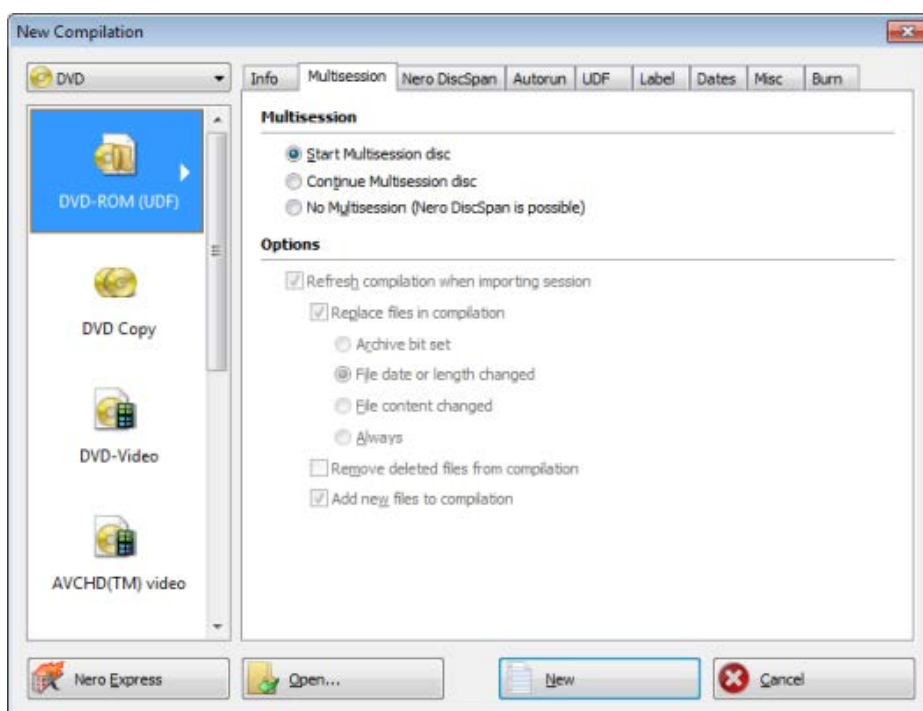 New Compilation
DVD
Info Multisession Nero DiscSpan Autorun UDF Label Dates Misc Burn
DVD-ROM (UDF)
DVD Copy
DVD-Video
AVCHD(TM) video
Multisession
Start Multisession disc
Continue Multisession disc
No Multisession (Nero DiscSpan is possible)
Options
Refresh compilation when importing session
Replace files in compilation
Archive bit set
File date or length changed
File content changed
Always
Remove deleted files from compilation
Add new files to compilation
Nero Express Open... New Cancel